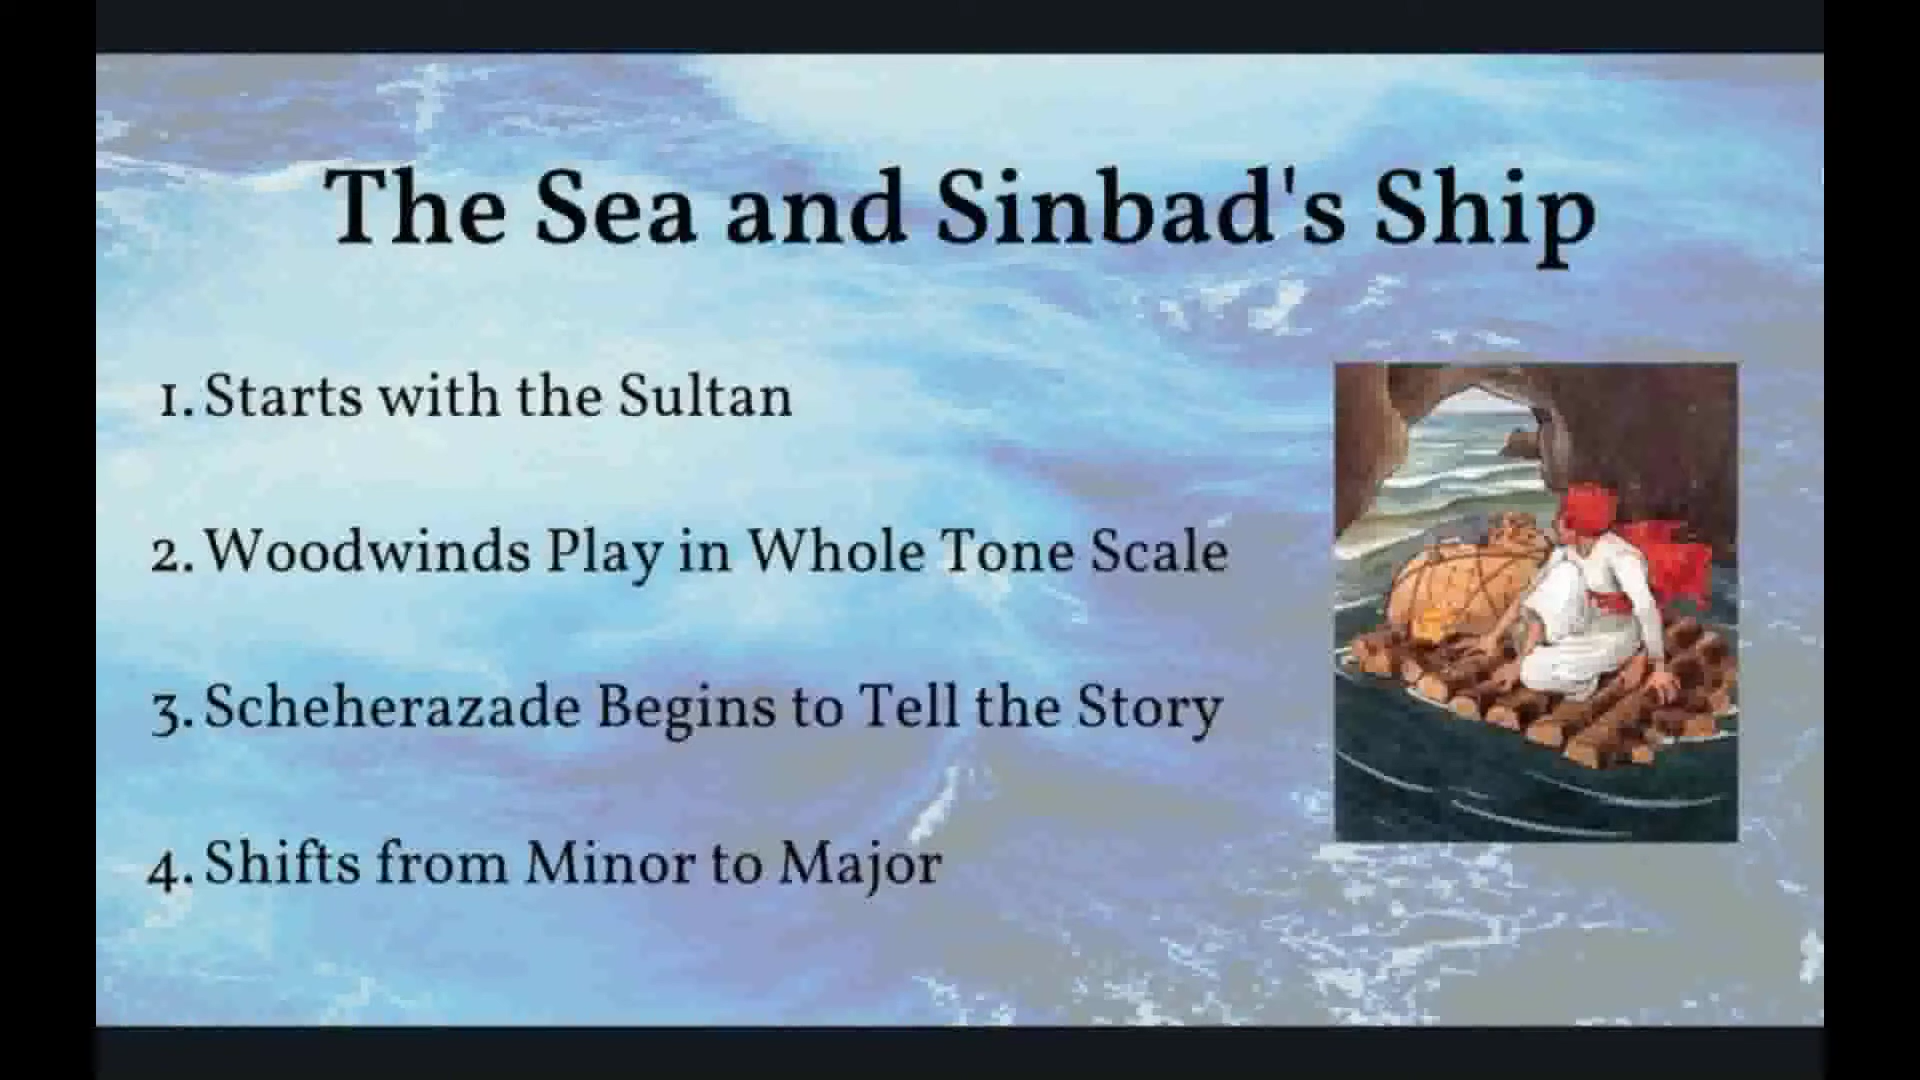 The Sea and Sinbad's Ship
1. Starts with the Sultan
2. Woodwinds Play in Whole Tone Scale
3. Scheherazade Begins to Tell the Story
4. Shifts from Minor to Major